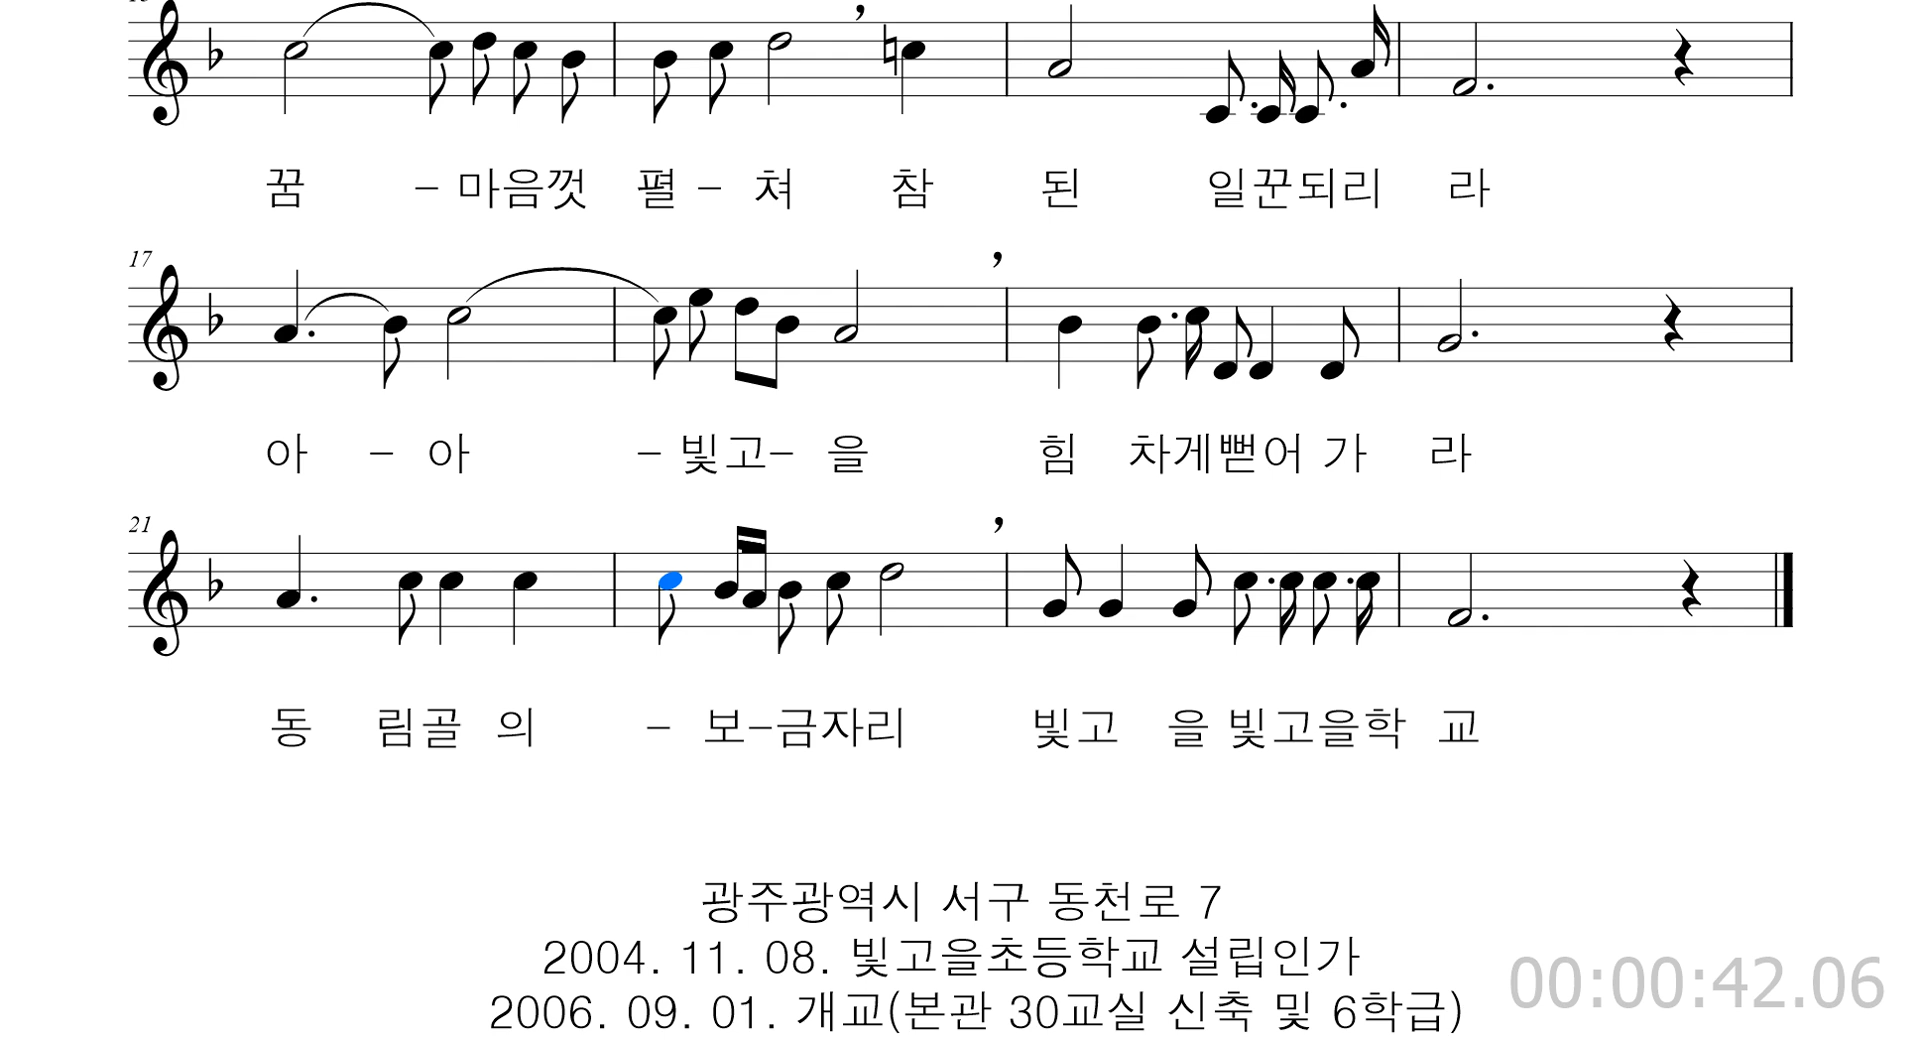 꿈 - 마음껏 펼 - 쳐 참 된 일꾼되리 라
17
아 - 아 - 빛고- 을 힘 차게뻗어 가 라
21
동 림골 의 - 보-금자리 빛고 을 빛고을학 교
광주광역시 서구 동천로 7
2004. 11. 08. 빛고을초등학교 설립인가
2006. 09. 01. 개교(본관 30교실 신축 및 6학급)
00:00:42.06